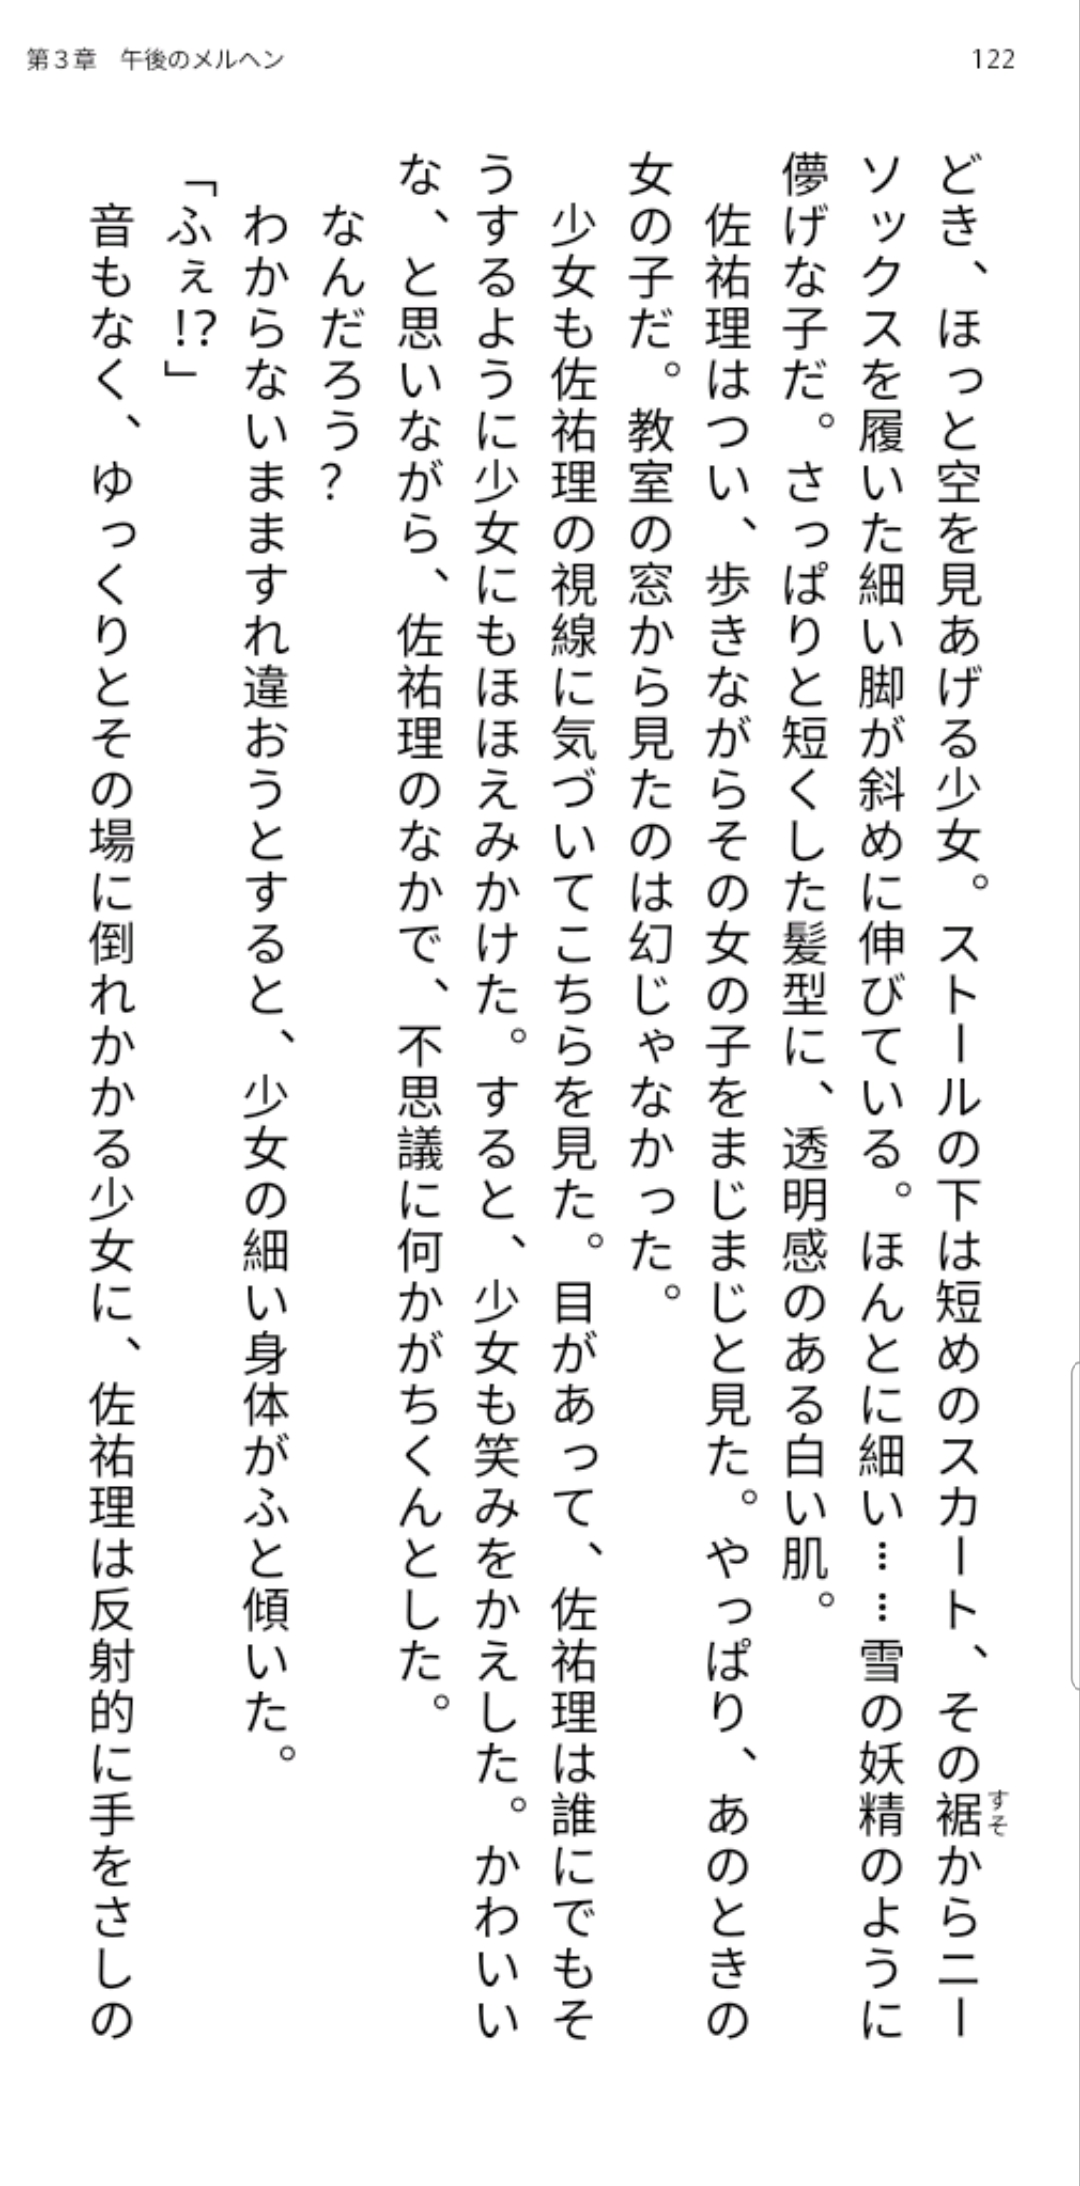 第３章　午後のメルヘン
122
どき、ほっと空を見あげる少女。ストールの下は短めのスカート、その裾からニー
すそ
ソックスを履いた細い脚が斜めに伸びている。ほんとに細い……雪の妖精のように
儚げな子だ。さっぱりと短くした髪型に、透明感のある白い肌。
　佐祐理はつい、歩きながらその女の子をまじまじと見た。やっぱり、あのときの
女の子だ。教室の窓から見たのは幻じゃなかった。
　少女も佐祐理の視線に気づいてこちらを見た。目があって、佐祐理は誰にでもそ
うするように少女にもほほえみかけた。すると、少女も笑みをかえした。かわいい
な、と思いながら、佐祐理のなかで、不思議に何かがちくんとした。
　なんだろう？
　わからないまますれ違おうとすると、少女の細い身体がふと傾いた。
「ふぇ!?」
　音もなく、ゆっくりとその場に倒れかかる少女に、佐祐理は反射的に手をさしの